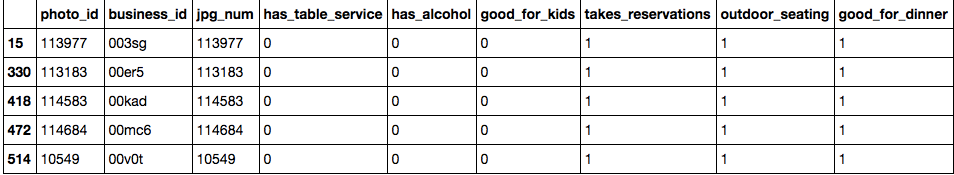 photo_id business_id jpg_num has_table_service has_alcohol good_for_kids takes_reservations outdoor_seating good_for_dinner
15 113977 003sg 113977 0 0 0 1 1 1
330 113183 00er5 113183 0 0 0 1 1 1
418 114583 00kad 114583 0 0 0 1 1 1
472 114684 00mc6 114684 0 0 0 1 1 1
514 10549 00v0t 10549 0 0 0 1 1 1